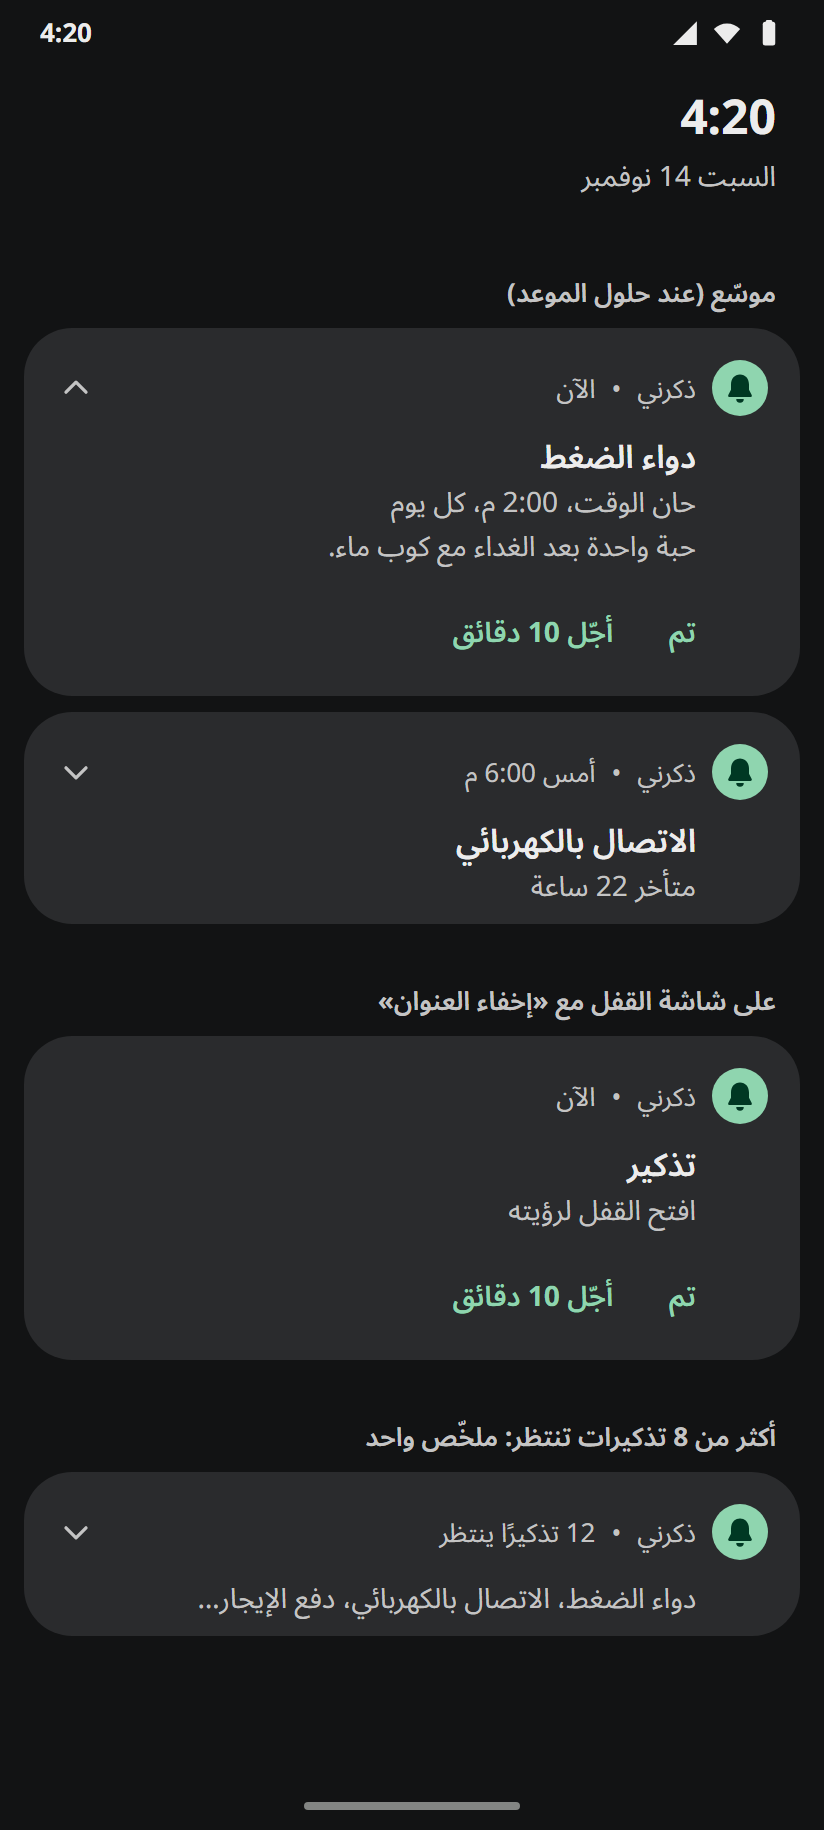 4:20
4:20
السبت 14 نوفمبر
موسّع (عند حلول الموعد)
ذكرني • الآن
دواء الضغط
حان الوقت، 2:00 م، كل يوم
حبة واحدة بعد الغداء مع كوب ماء.
تم أجّل 10 دقائق
ذكرني • أمس 6:00 م
الاتصال بالكهربائي
متأخر 22 ساعة
على شاشة القفل مع «إخفاء العنوان»
ذكرني • الآن
تذكير
افتح القفل لرؤيته
تم أجّل 10 دقائق
أكثر من 8 تذكيرات تنتظر: ملخّص واحد
ذكرني • 12 تذكيرًا ينتظر
دواء الضغط، الاتصال بالكهربائي، دفع الإيجار...